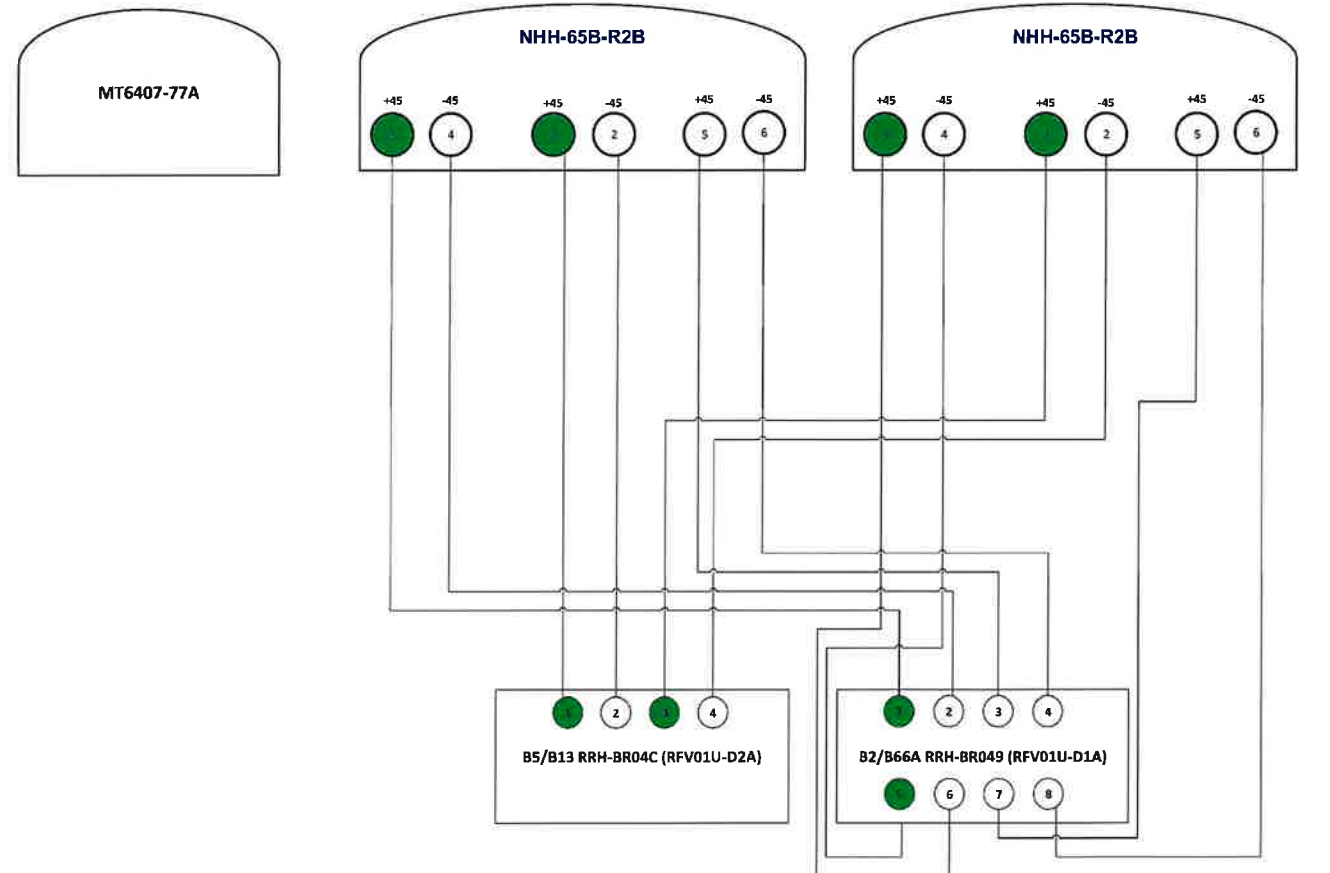 NHH-65B-R2B NHH-65B-R2B
MT6407-77A
+45 -45 +45 -45 +45 -45 +45 -45 +45 -45 +45 -45
4 2 5 6 4 2 5 6
1 2 4 2 3 4
B5/B13 RRH-BR04C (RFV01U-D2A) B2/B66A RRH-BR049 (RFV01U-D1A)
6 7 8